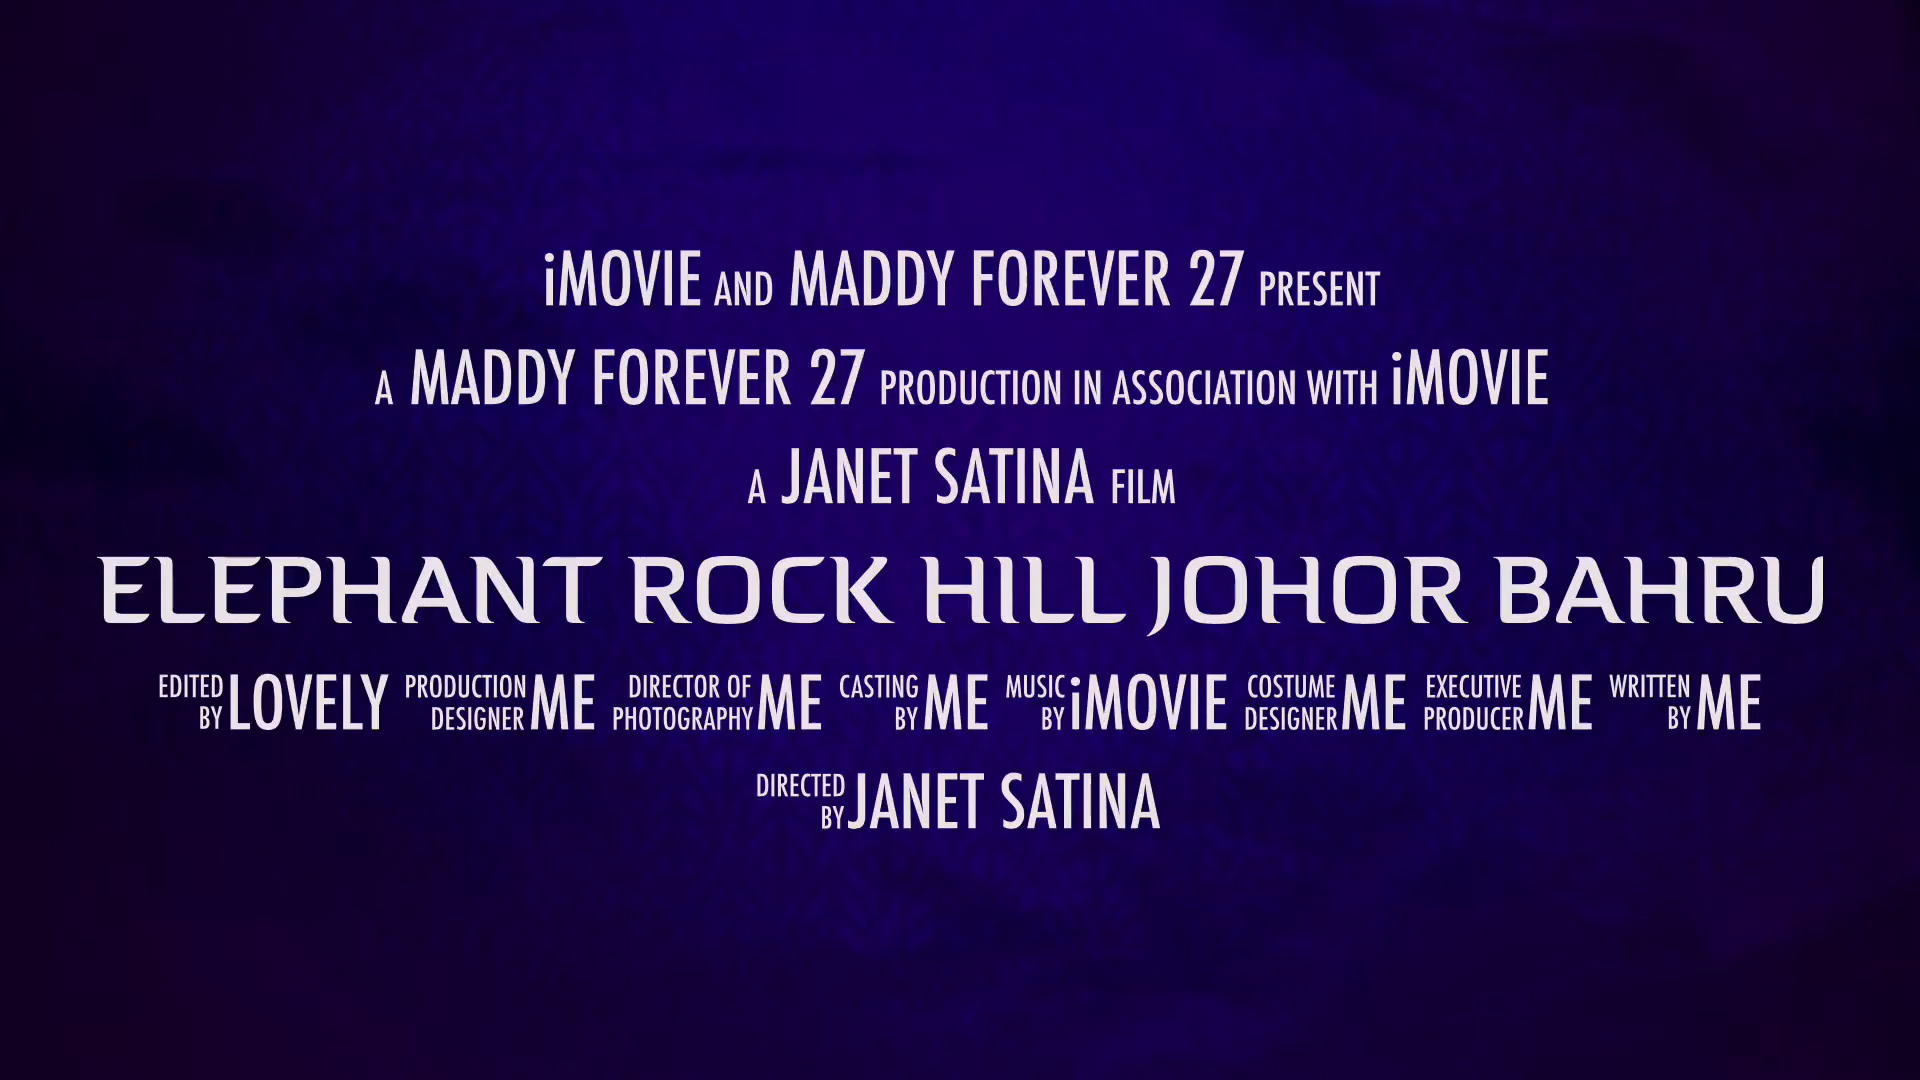 iMOVIE AND MADDY FOREVER 27 PRESENT
A MADDY FOREVER 27 PRODUCTION IN ASSOCIATION WITH iMOVIE
A JANET SATINA FILM
ELEPHANT ROCK HILL JOHOR BAHRU
EDITED BY LOVELY PRODUCTION DESIGNER ME DIRECTOR OF PHOTOGRAPHY ME CASTING BY ME MUSIC BY iMOVIE COSTUME DESIGNER ME EXECUTIVE PRODUCER ME WRITTEN BY ME
DIRECTED BY JANET SATINA